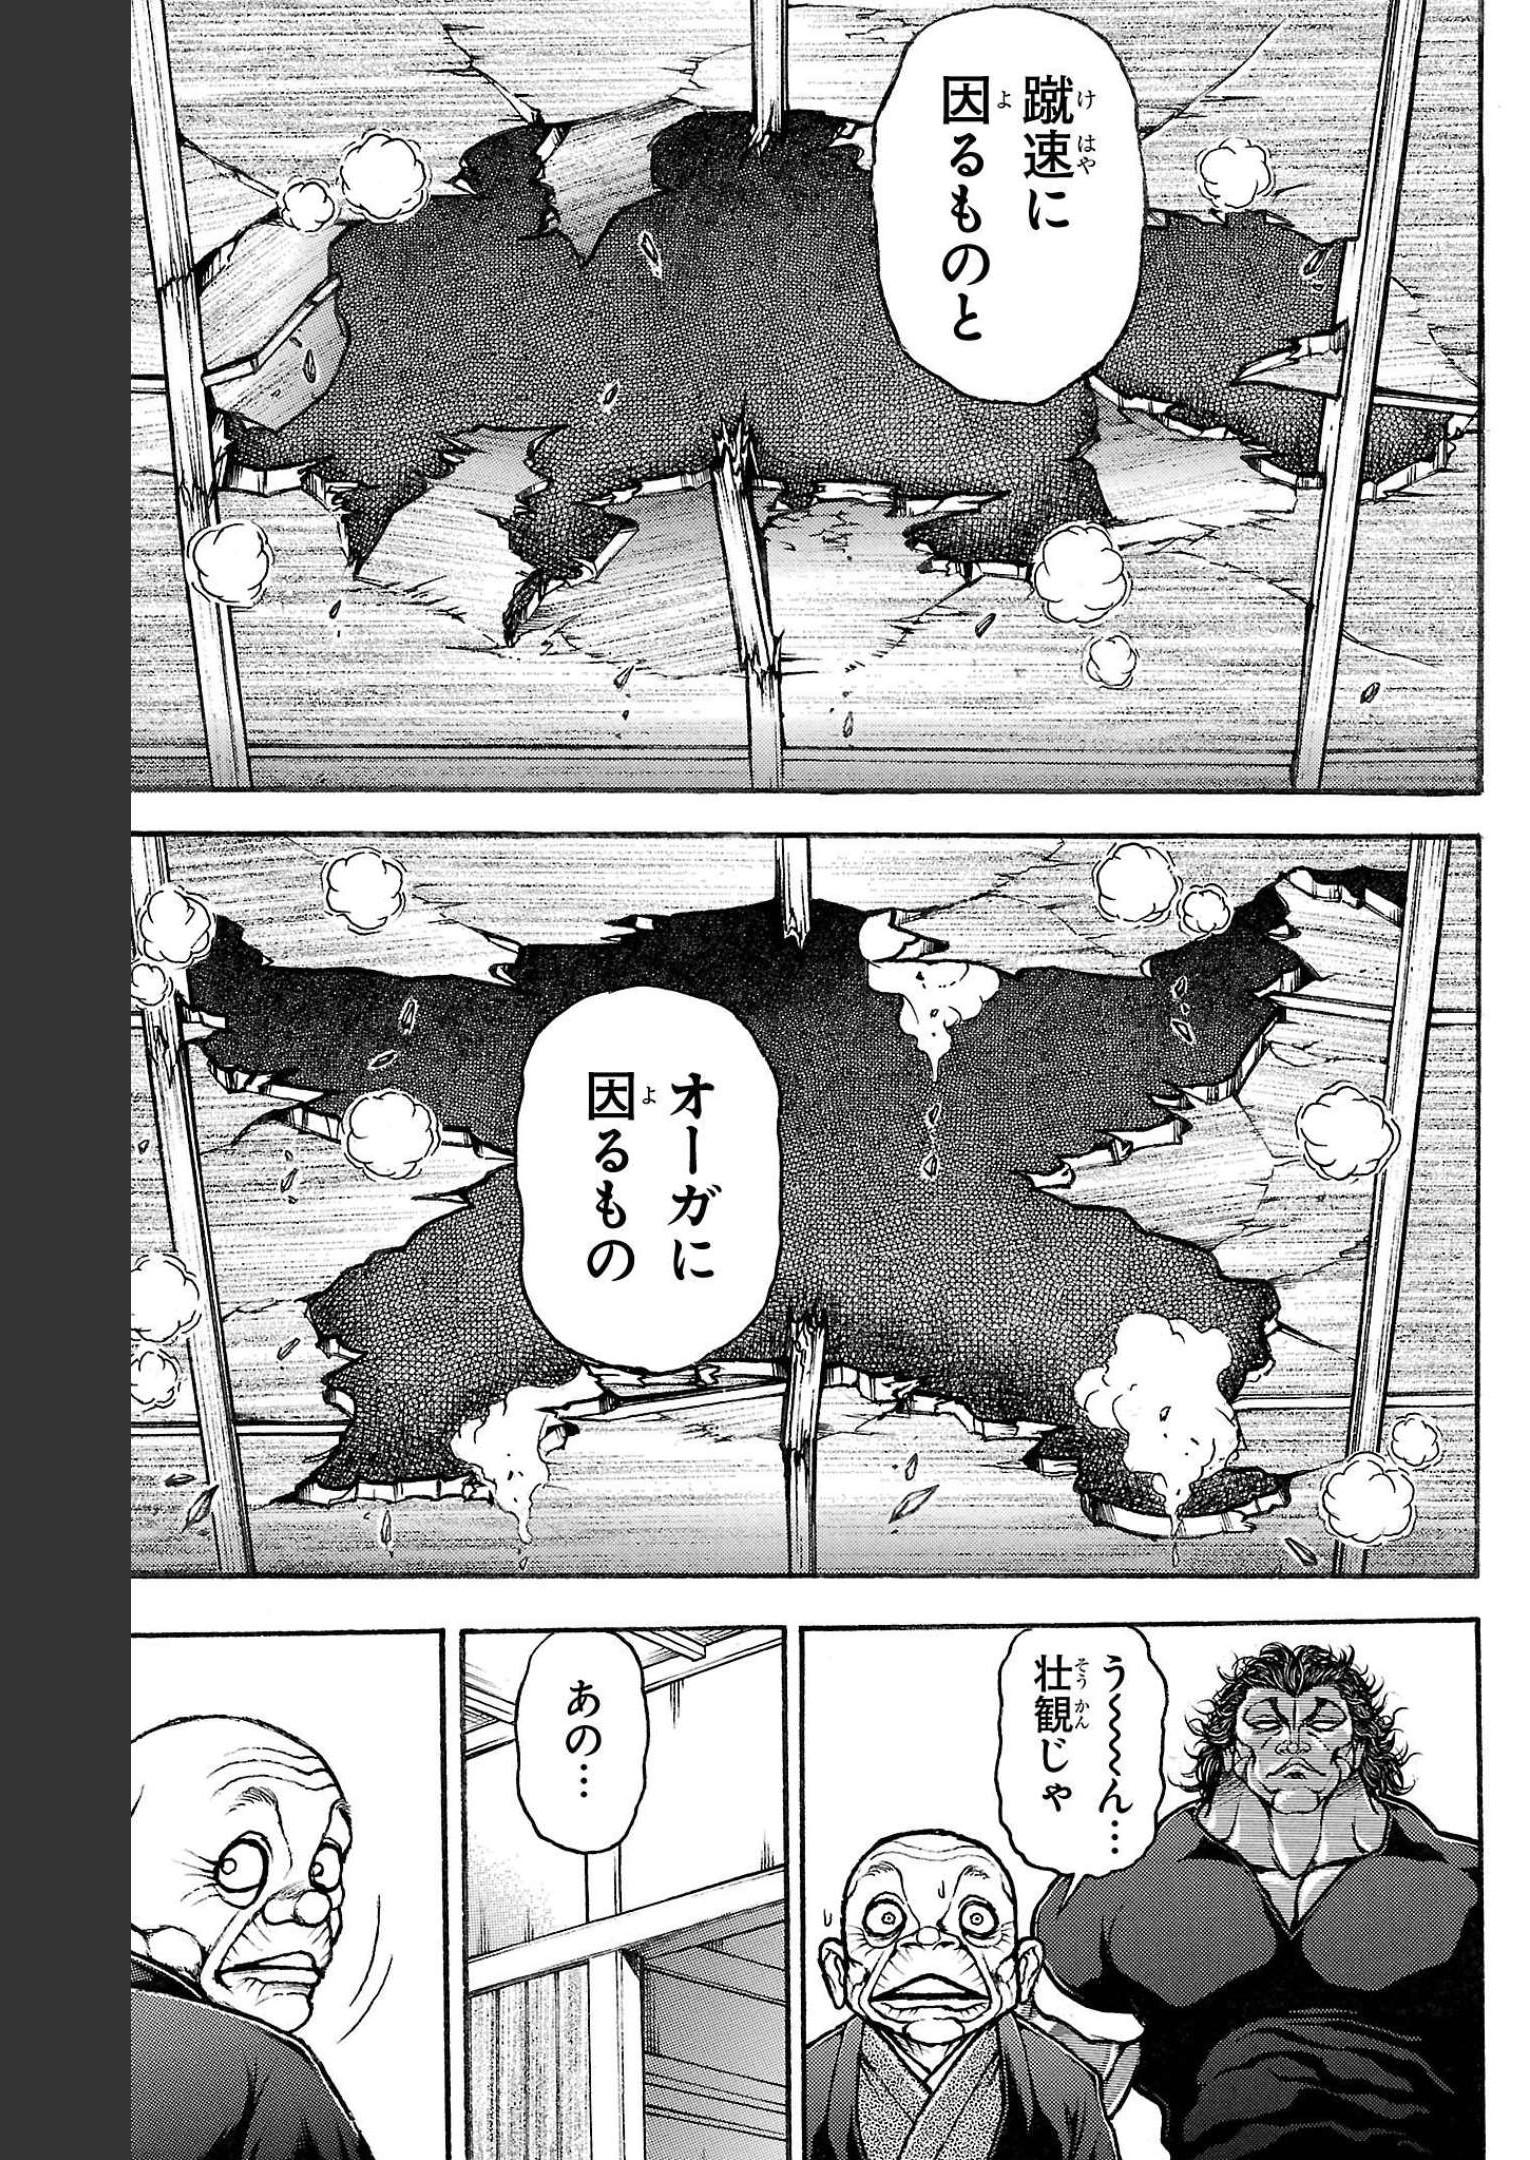 蹴速に
因るものと
オーガに
因るもの
う〜〜〜ん…
壮観じゃ
あの…